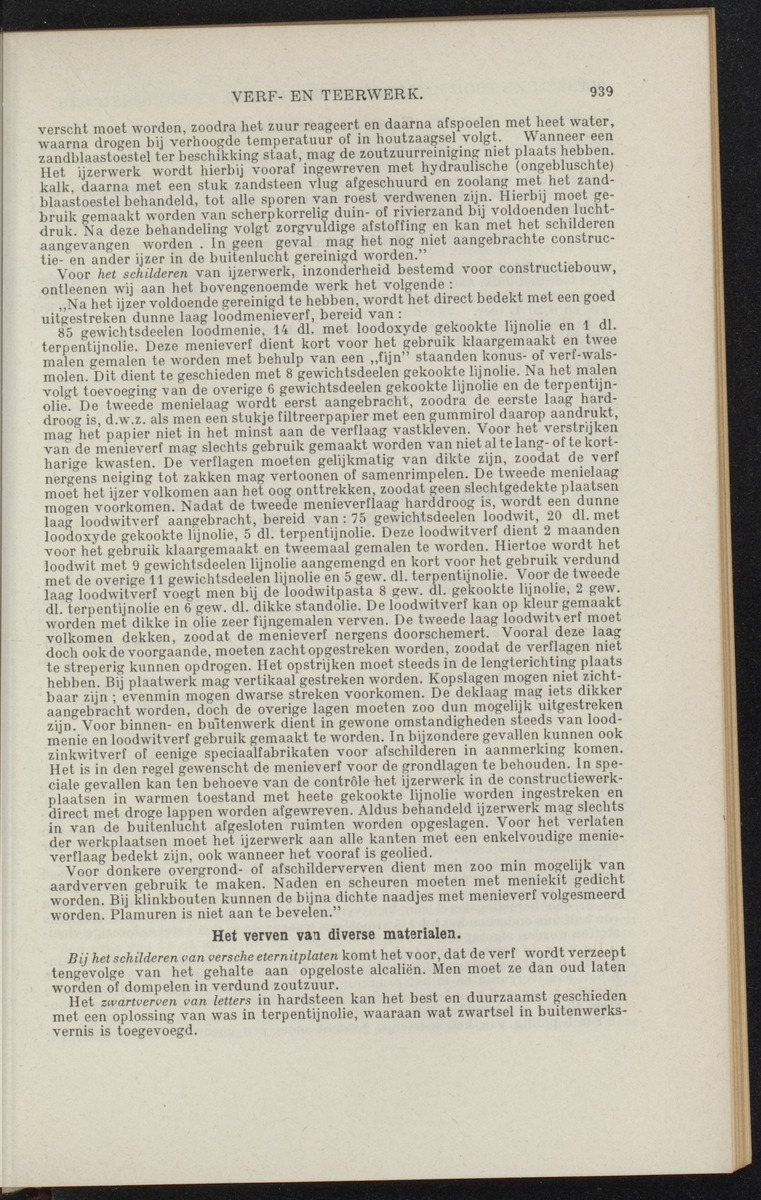 VERF- EN TEERWERK. 939
verscht moet worden, zoodra het zuur reageert en daarna afspoelen met heet water,
waarna drogen bij verhoogde temperatuur of in houtzaagsel volgt. Wanneer een
zandblaastoestel ter beschikking staat, mag de zoutzuurreiniging niet plaats hebben.
Het ijzerwerk wordt hierbij vooraf ingewreven met hydraulische (ongebluschte)
kalk, daarna met een stuk zandsteen vlug afgeschuurd en zoolang met het zand-
blaastoestel behandeld, tot alle sporen van roest verdwenen zijn. Hierbij moet ge-
bruik gemaakt worden van scherpkorrelig duin- of rivierzand bij voldoenden lucht-
druk. Na deze behandeling volgt zorgvuldige afstoffing en kan met het schilderen
aangevangen worden . In geen geval mag het nog niet aangebrachte construc-
tie- en ander ijzer in de buitenlucht gereinigd worden.”
Voor het schilderen van ijzerwerk, inzonderheid bestemd voor constructiebouw,
ontleenen wij aan het bovengenoemde werk het volgende :
„Na het ijzer voldoende gereinigd te hebben, wordt het direct bedekt met een goed
uitgestreken dunne laag loodmenieverf, bereid van :
85 gewichtsdeelen loodmenie, 14 dl. met loodoxyde gekookte lijnolie en 1 dl.
terpentijnolie. Deze menieverf dient kort voor het gebruik klaargemaakt en twee
malen gemalen te worden met behulp van een „fijn” staanden konus- of verf-wals-
molen. Dit dient te geschieden met 8 gewichtsdeelen gekookte lijnolie. Na het malen
volgt toevoeging van de overige 6 gewichtsdeelen gekookte lijnolie en de terpentijn-
olie. De tweede menielaag wordt eerst aangebracht, zoodra de eerste laag hard-
droog is, d.w.z. als men een stukje filtreerpapier met een gummirol daarop aandrukt,
mag het papier niet in het minst aan de verflaag vastkleven. Voor het verstrijken
van de menieverf mag slechts gebruik gemaakt worden van niet al te lang- of te kort-
harige kwasten. De verflagen moeten gelijkmatig van dikte zijn, zoodat de verf
nergens neiging tot zakken mag vertoonen of samenrimpelen. De tweede menielaag
moet het ijzer volkomen aan het oog onttrekken, zoodat geen slechtgedekte plaatsen
mogen voorkomen. Nadat de tweede menieverflaag harddroog is, wordt een dunne
laag loodwitverf aangebracht, bereid van : 75 gewichtsdeelen loodwit, 20 dl. met
loodoxyde gekookte lijnolie, 5 dl. terpentijnolie. Deze loodwitverf dient 2 maanden
voor het gebruik klaargemaakt en tweemaal gemalen te worden. Hiertoe wordt het
loodwit met 9 gewichtsdeelen lijnolie aangemengd en kort voor het gebruik verdund
met de overige 11 gewichtsdeelen lijnolie en 5 gew. dl. terpentijnolie. Voor de tweede
laag loodwitverf voegt men bij de loodwitpasta 8 gew. dl. gekookte lijnolie, 2 gew.
dl. terpentijnolie en 6 gew. dl. dikke standolie. De loodwitverf kan op kleur gemaakt
worden met dikke in olie zeer fijngemalen verven. De tweede laag loodwitverf moet
volkomen dekken, zoodat de menieverf nergens doorschemert. Vooral deze laag
doch ook de voorgaande, moeten zacht opgestreken worden, zoodat de verflagen niet
te streperig kunnen opdrogen. Het opstrijken moet steeds in de lengterichting plaats
hebben. Bij plaatwerk mag vertikaal gestreken worden. Kopslagen mogen niet zicht-
baar zijn ; evenmin mogen dwarse streken voorkomen. De deklaag mag iets dikker
aangebracht worden, doch de overige lagen moeten zoo dun mogelijk uitgestreken
zijn. Voor binnen- en buitenwerk dient in gewone omstandigheden steeds van lood-
menie en loodwitverf gebruik gemaakt te worden. In bijzondere gevallen kunnen ook
zinkwitverf of eenige speciaalfabrikaten voor afschilderen in aanmerking komen.
Het is in den regel gewenscht de menieverf voor de grondlagen te behouden. In spe-
ciale gevallen kan ten behoeve van de contrôle het ijzerwerk in de constructiewerk-
plaatsen in warmen toestand met heete gekookte lijnolie worden ingestreken en
direct met droge lappen worden afgewreven. Aldus behandeld ijzerwerk mag slechts
in van de buitenlucht afgesloten ruimten worden opgeslagen. Voor het verlaten
der werkplaatsen moet het ijzerwerk aan alle kanten met een enkelvoudige menie-
verflaag bedekt zijn, ook wanneer het vooraf is geolied.
Voor donkere overgrond- of afschilderverven dient men zoo min mogelijk van
aardverven gebruik te maken. Naden en scheuren moeten met meniekit gedicht
worden. Bij klinkbouten kunnen de bijna dichte naadjes met menieverf volgesmeerd
worden. Plamuren is niet aan te bevelen.”
Het verven van diverse materialen.
Bij het schilderen van versche eternitplaten komt het voor, dat de verf wordt verzeept
tengevolge van het gehalte aan opgeloste alcaliën. Men moet ze dan oud laten
worden of dompelen in verdund zoutzuur.
Het zwartverven van letters in hardsteen kan het best en duurzaamst geschieden
met een oplossing van was in terpentijnolie, waaraan wat zwartsel in buitenwerks-
vernis is toegevoegd.